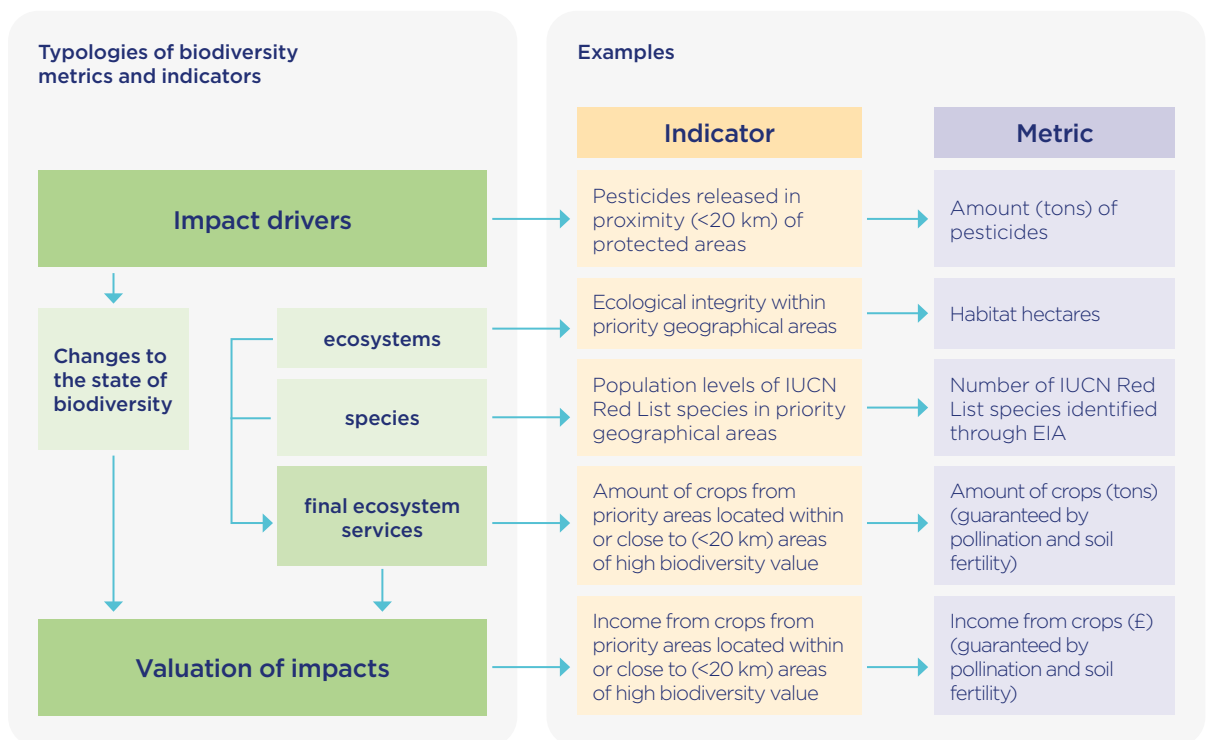 Typologies of biodiversity
metrics and indicators
Examples
Indicator
Metric
Impact drivers
Pesticides released in
proximity (<20 km) of
protected areas
Amount (tons) of
pesticides
Changes to
the state of
biodiversity
ecosystems
Ecological integrity within
priority geographical areas
Habitat hectares
species
Population levels of IUCN
Red List species in priority
geographical areas
Number of IUCN Red
List species identified
through EIA
final ecosystem
services
Amount of crops from
priority areas located within
or close to (<20 km) areas
of high biodiversity value
Amount of crops (tons)
(guaranteed by
pollination and soil
fertility)
Valuation of impacts
Income from crops from
priority areas located within
or close to (<20 km) areas
of high biodiversity value
Income from crops (£)
(guaranteed by
pollination and soil
fertility)